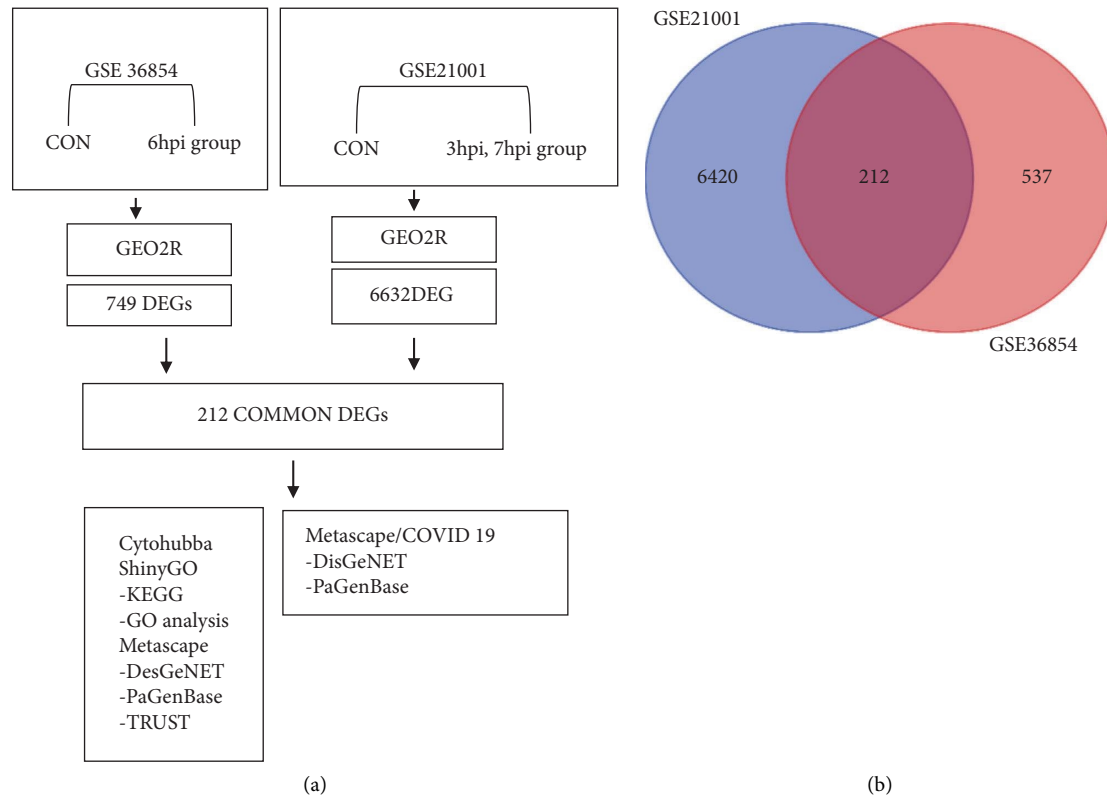 GSE 36854
CON
6hpi group
GEO2R
749 DEGs
GSE21001
CON
3hpi, 7hpi group
GEO2R
6632DEG
212 COMMON DEGs
Cytohubba
ShinyGO
-KEGG
-GO analysis
Metascape
-DesGeNET
-PaGenBase
-TRUST
Metascape/COVID 19
-DisGeNET
-PaGenBase
(a)
GSE21001
6420
212
537
GSE36854
(b)